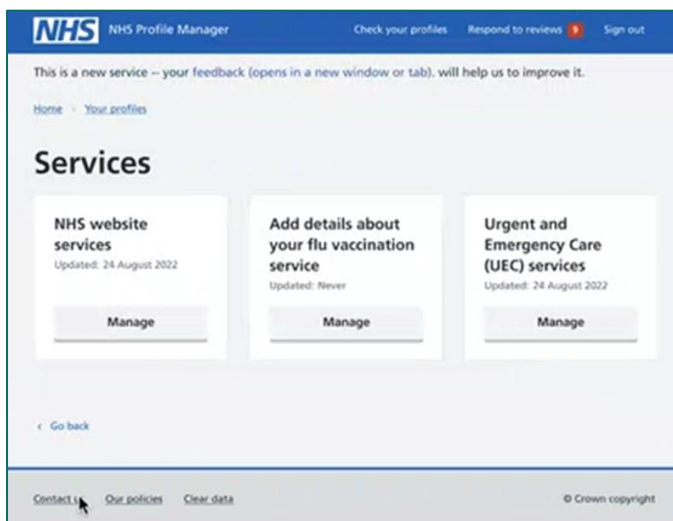 NHS NHS Profile Manager Check your profiles Respond to reviews 9 Sign out
This is a new service – your feedback (opens in a new window or tab). will help us to improve it.
Home Your profiles
Services
NHS website
services
Updated: 24 August 2022
Manage
Add details about
your flu vaccination
service
Updated: Never
Manage
Urgent and
Emergency Care
(UEC) services
Updated: 24 August 2022
Manage
Go back
Contact us Our policies Clear data © Crown copyright